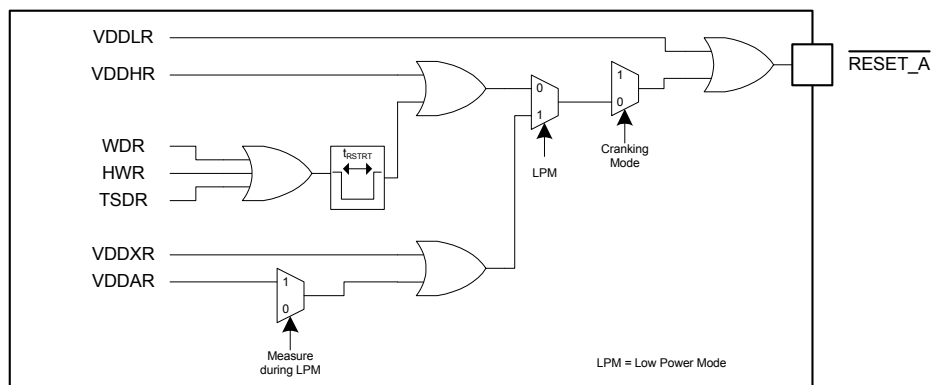 VDDLR
VDDHR
WDR
HWR
TSDR
tRSTRT
VDDXR
VDDAR
1
0
Measure
during LPM
0
1
LPM
1
0
Cranking
Mode
RESET_A
LPM = Low Power Mode